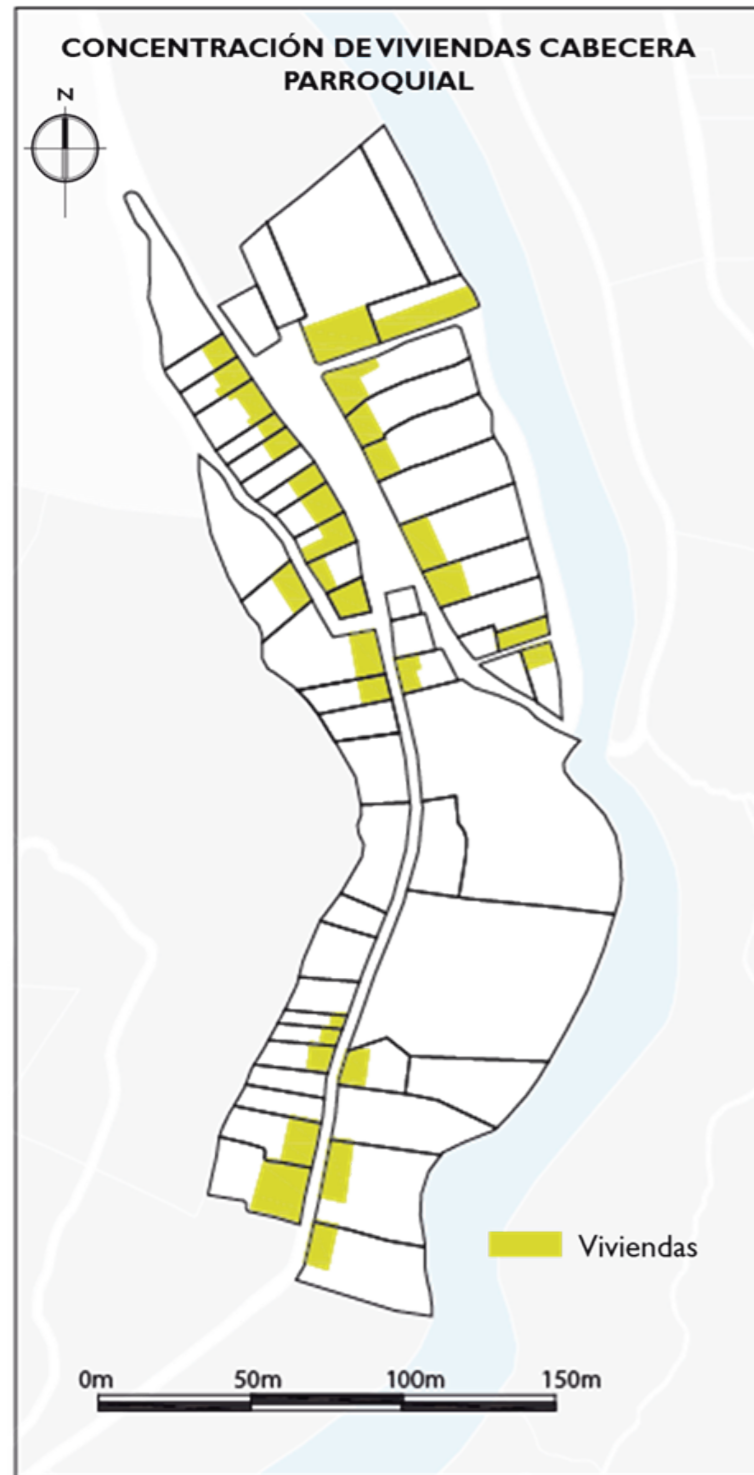 CONCENTRACIÓN DE VIVIENDAS CABECERA
PARROQUIAL
N
Viviendas
0m 50m 100m 150m